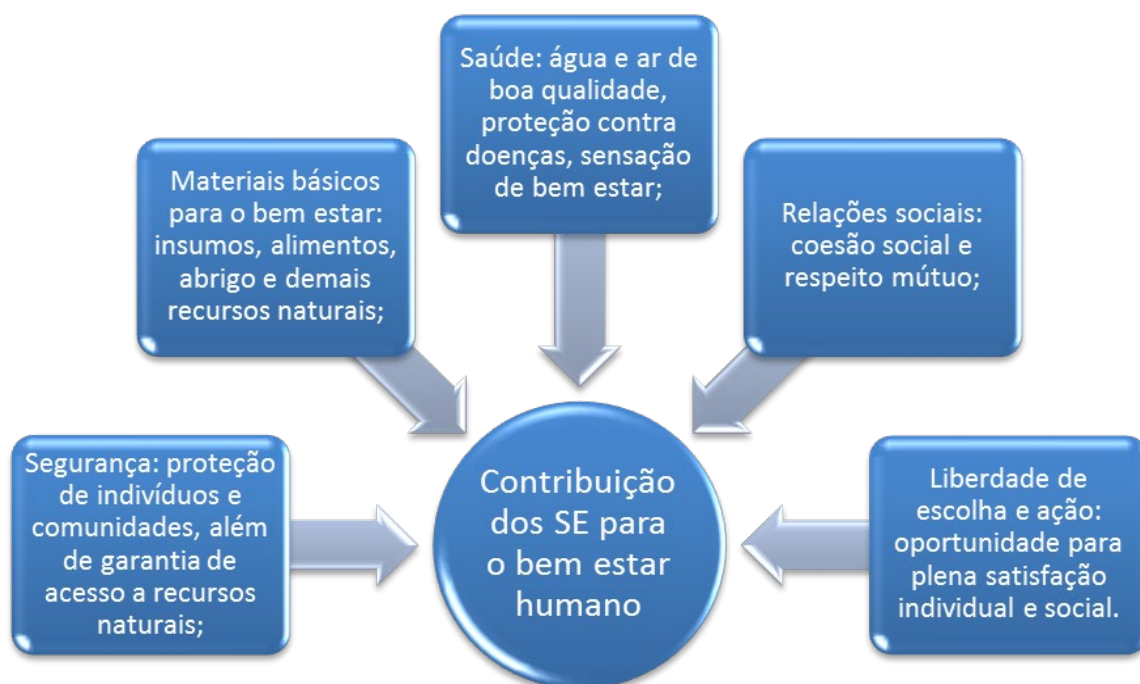 Saúde: água e ar de
boa qualidade,
proteção contra
doenças, sensação
de bem estar;
Materiais básicos
para o bem estar:
insumos, alimentos,
abrigo e demais
recursos naturais;
Relações sociais:
coesão social e
respeito mútuo;
Segurança: proteção
de indivíduos e
comunidades, além
de garantia de
acesso a recursos
naturais;
Contribuição
dos SE para
o bem estar
humano
Liberdade de
escolha e ação:
oportunidade para
plena satisfação
individual e social.